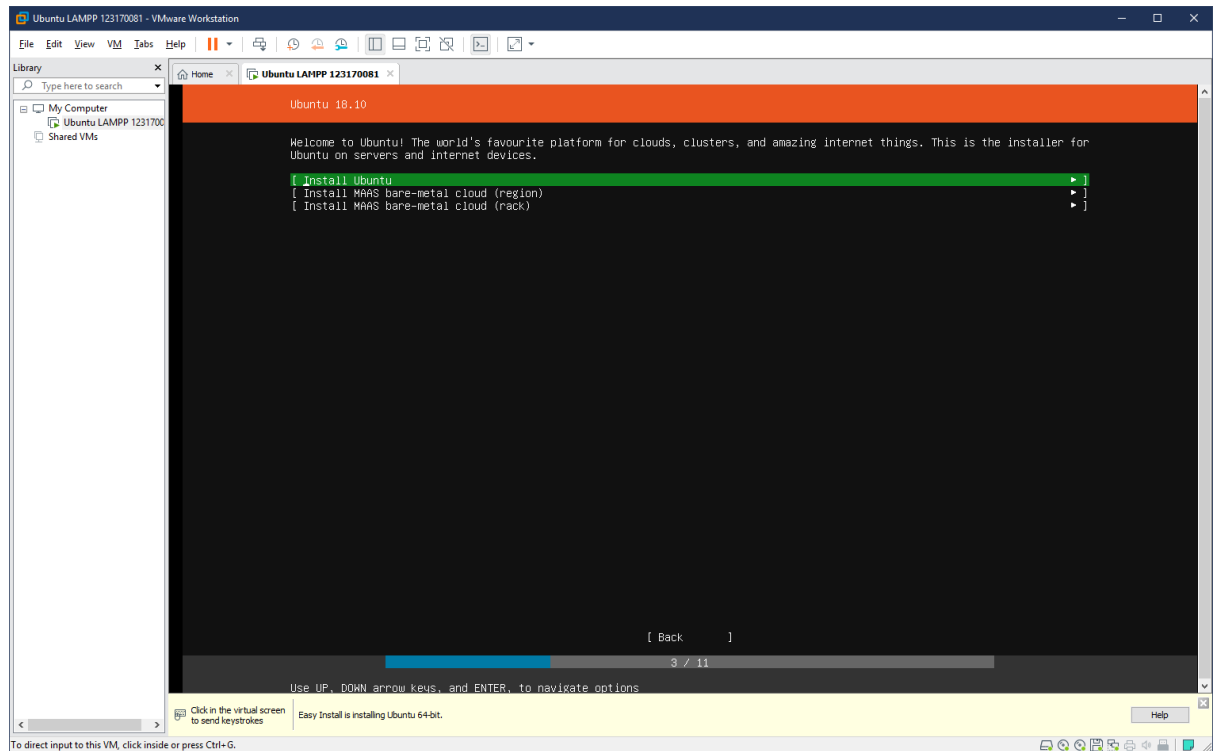 Ubuntu LAMPP 123170081 - VMware Workstation
File Edit View VM Tabs Help
Library
Type here to search
My Computer
Ubuntu LAMPP 1231700
Shared VMs
Home
Ubuntu LAMPP 123170081
Ubuntu 18.10
Welcome to Ubuntu! The world's favourite platform for clouds, clusters, and amazing internet things. This is the installer for
Ubuntu on servers and internet devices.
[ Install Ubuntu ► ]
[ Install MAAS bare-metal cloud (region) ► ]
[ Install MAAS bare-metal cloud (rack) ► ]
[ Back ]
3 / 11
Use UP, DOWN arrow keys, and ENTER, to navigate options
Click in the virtual screen
to send keystrokes
Easy Install is installing Ubuntu 64-bit.
Help
To direct input to this VM, click inside or press Ctrl+G.